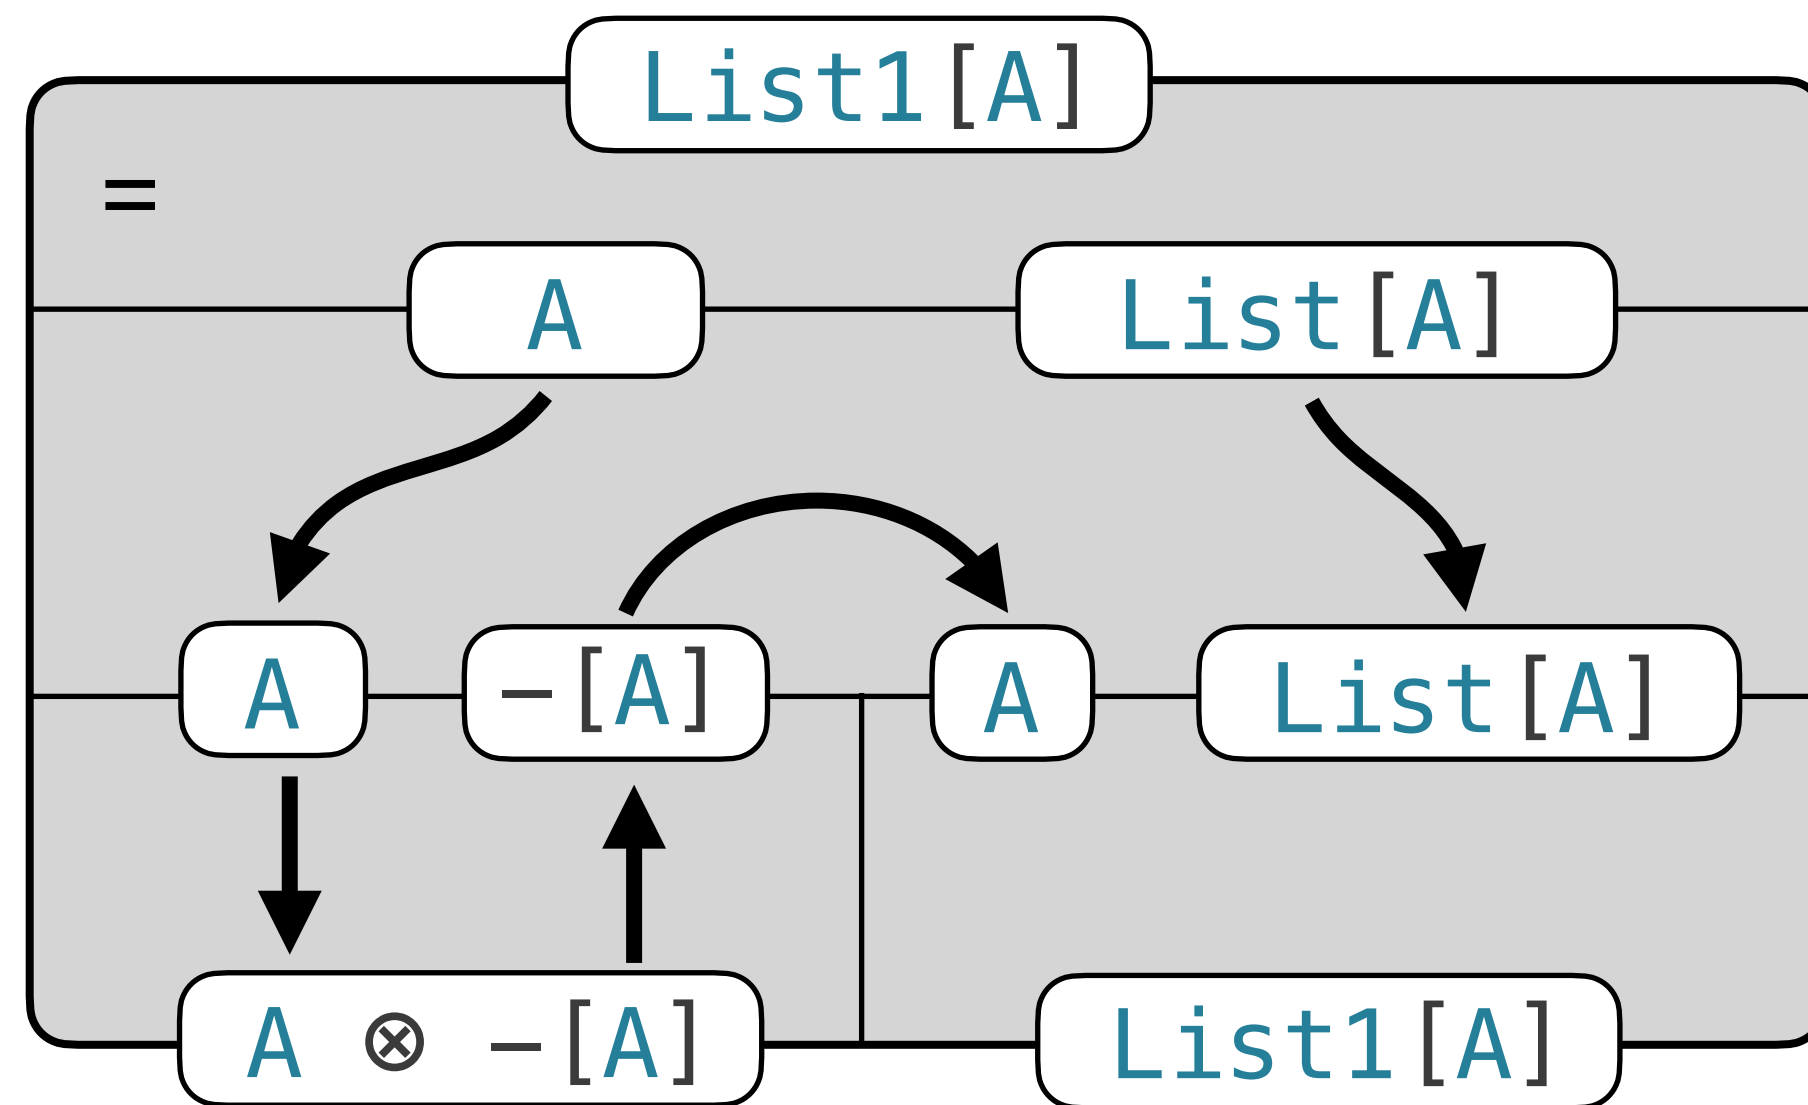 List1[A]
=
A List[A]
A −[A] A List[A]
A ⊗ −[A] List1[A]